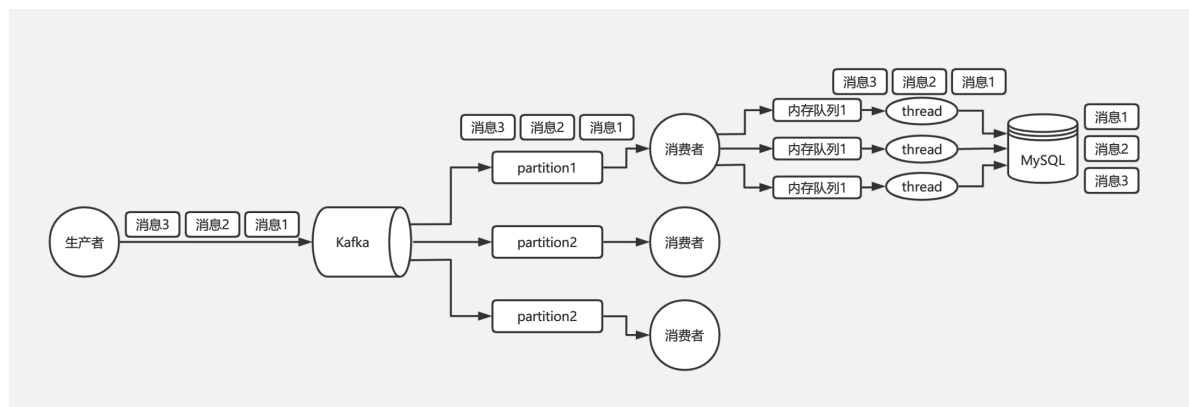 消息3 消息2 消息1
内存队列1 thread
消息1
消息3 消息2 消息1
partition1
消费者
内存队列1 thread
MySQL
消息2
内存队列1 thread
消息3
生产者
消息3 消息2 消息1
Kafka
partition2
消费者
partition2
消费者